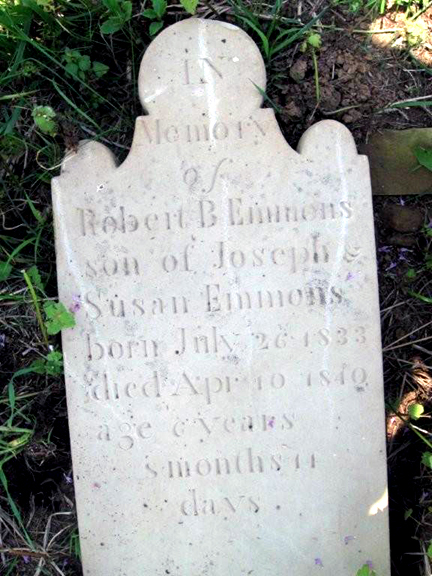 IN
Memory
of
Robert B Emmons
son of Joseph &
Susan Emmons
born July 26 1833
died Apr 10 1840
age 6 years
8 months 11
days.